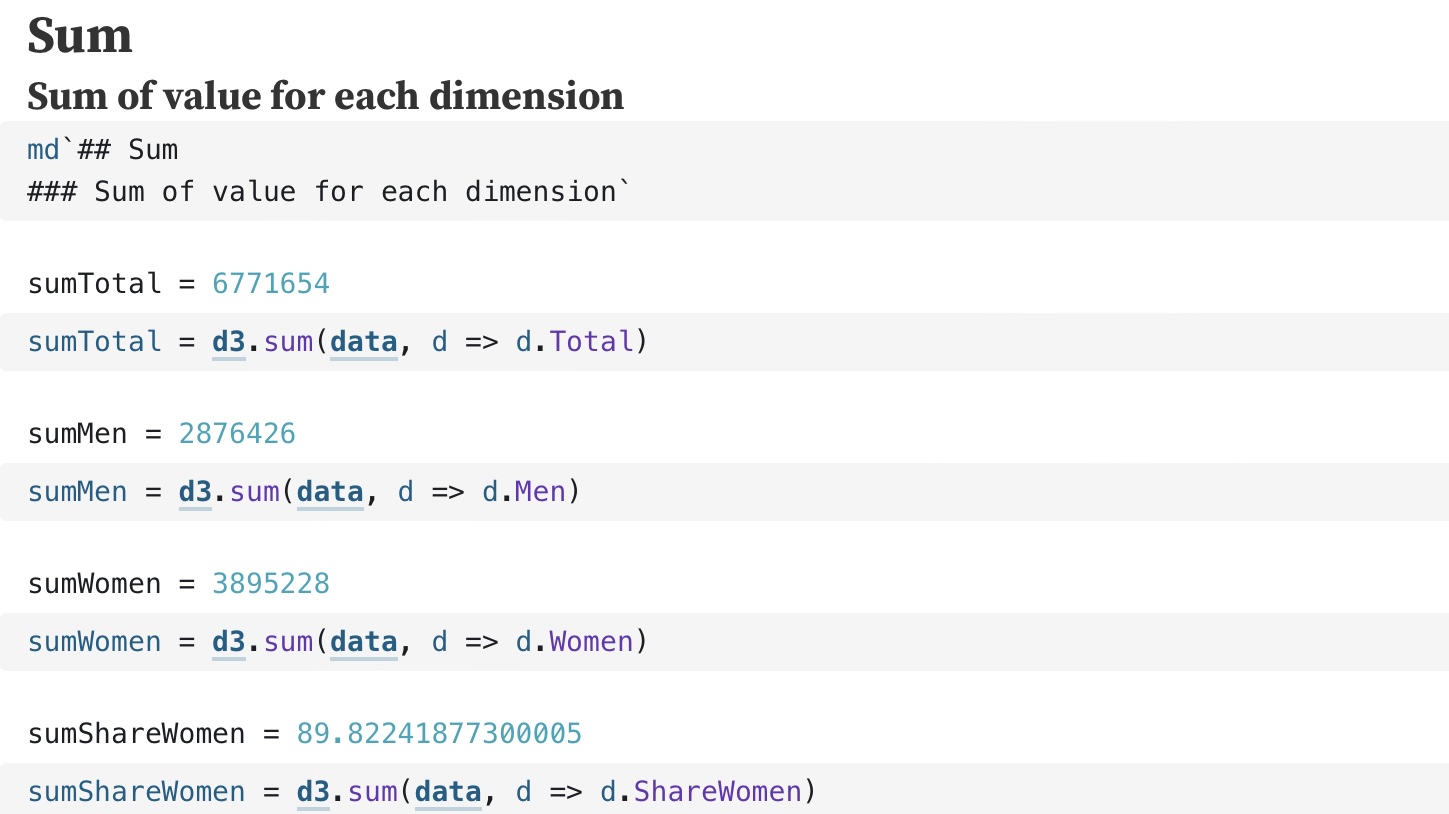 Sum
Sum of value for each dimension
md`## Sum
### Sum of value for each dimension`
sumTotal = 6771654
sumTotal = d3.sum(data, d => d.Total)
sumMen = 2876426
sumMen = d3.sum(data, d => d.Men)
sumWomen = 3895228
sumWomen = d3.sum(data, d => d.Women)
sumShareWomen = 89.82241877300005
sumShareWomen = d3.sum(data, d => d.ShareWomen)